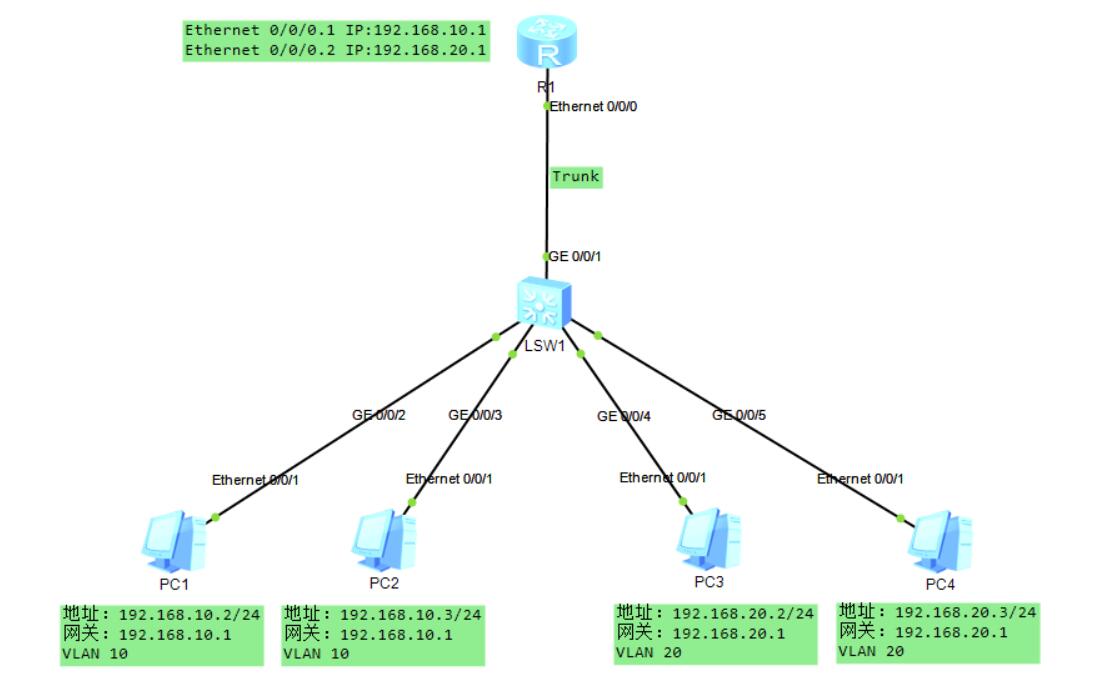 Ethernet 0/0/0.1 IP:192.168.10.1
Ethernet 0/0/0.2 IP:192.168.20.1
R
R1
Ethernet 0/0/0
Trunk
GE 0/0/1
LSW1
GE 0/0/2
GE 0/0/3
GE 0/0/4
GE 0/0/5
Ethernet 0/0/1
Ethernet 0/0/1
Ethernet 0/0/1
Ethernet 0/0/1
PC1
PC2
PC3
PC4
地址：192.168.10.2/24
网关：192.168.10.1
VLAN 10
地址：192.168.10.3/24
网关：192.168.10.1
VLAN 10
地址：192.168.20.2/24
网关：192.168.20.1
VLAN 20
地址：192.168.20.3/24
网关：192.168.20.1
VLAN 20